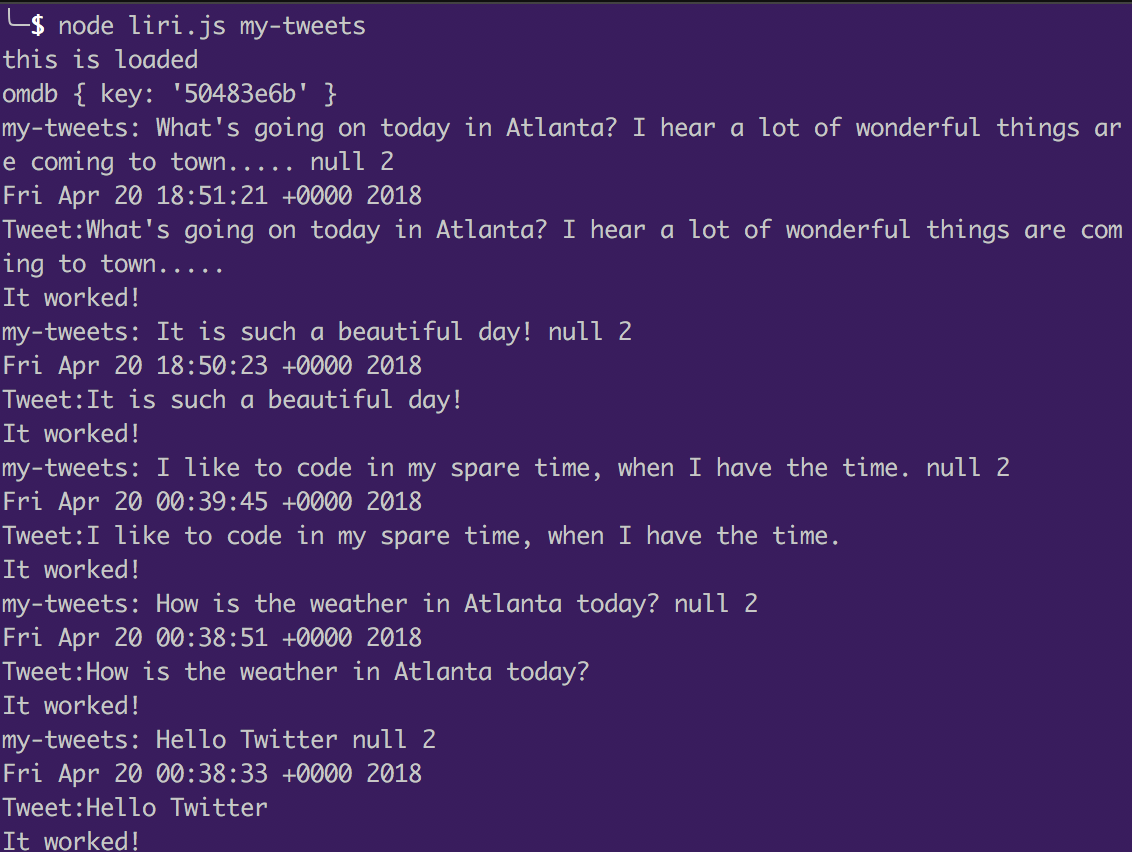 ╰─$ node liri.js my-tweets
this is loaded
omdb { key: '50483e6b' }
my-tweets: What's going on today in Atlanta? I hear a lot of wonderful things ar
e coming to town..... null 2
Fri Apr 20 18:51:21 +0000 2018
Tweet:What's going on today in Atlanta? I hear a lot of wonderful things are com
ing to town.....
It worked!
my-tweets: It is such a beautiful day! null 2
Fri Apr 20 18:50:23 +0000 2018
Tweet:It is such a beautiful day!
It worked!
my-tweets: I like to code in my spare time, when I have the time. null 2
Fri Apr 20 00:39:45 +0000 2018
Tweet:I like to code in my spare time, when I have the time.
It worked!
my-tweets: How is the weather in Atlanta today? null 2
Fri Apr 20 00:38:51 +0000 2018
Tweet:How is the weather in Atlanta today?
It worked!
my-tweets: Hello Twitter null 2
Fri Apr 20 00:38:33 +0000 2018
Tweet:Hello Twitter
It worked!